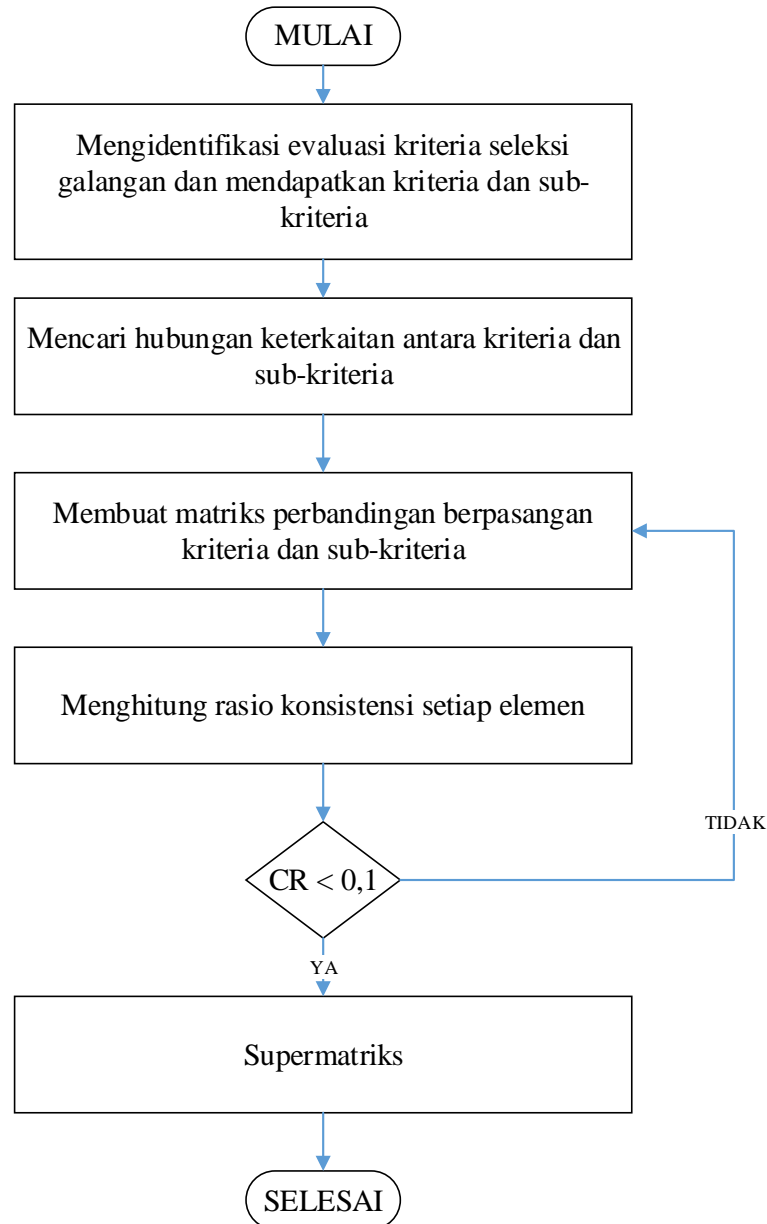 MULAI
Mengidentifikasi evaluasi kriteria seleksi
galangan dan mendapatkan kriteria dan sub-
kriteria
Mencari hubungan keterkaitan antara kriteria dan
sub-kriteria
Membuat matriks perbandingan berpasangan
kriteria dan sub-kriteria
Menghitung rasio konsistensi setiap elemen
TIDAK
CR < 0,1
YA
Supermatriks
SELESAI